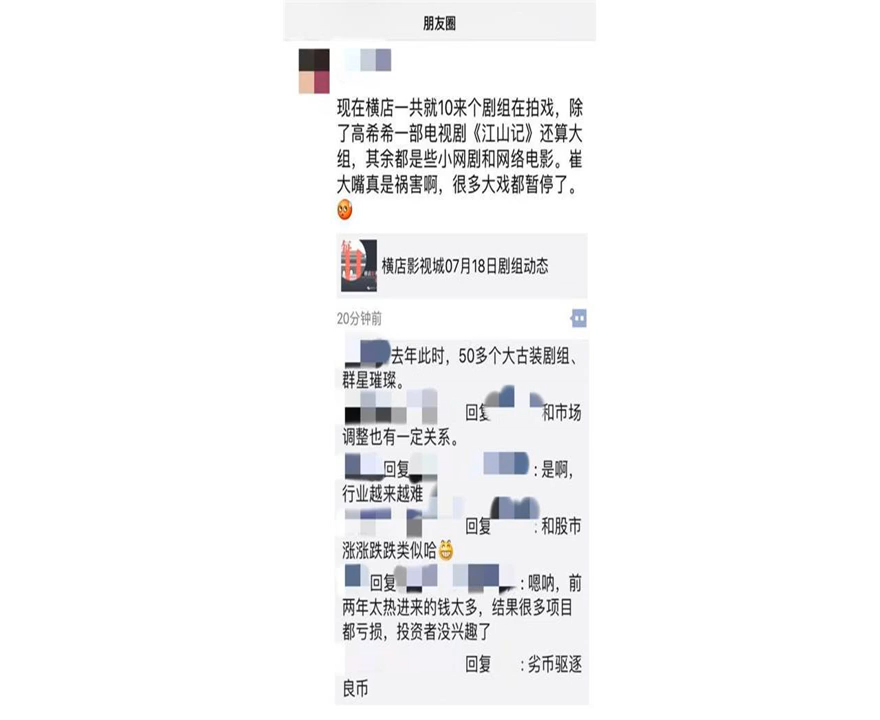 朋友圈
现在横店一共就10来个剧组在拍戏，除
了高希希一部电视剧《江山记》还算大
组，其余都是些小网剧和网络电影。崔
大嘴真是祸害啊，很多大戏都暂停了。
横店影视城07月18日剧组动态
20分钟前
去年此时，50多个大古装剧组、
群星璀璨。
回复 和市场
调整也有一定关系。
回复 : 是啊，
行业越来越难
回复 : 和股市
涨涨跌跌类似哈
回复 : 嗯呐，前
两年太热进来的钱太多，结果很多项目
都亏损，投资者没兴趣了
回复 : 劣币驱逐
良币